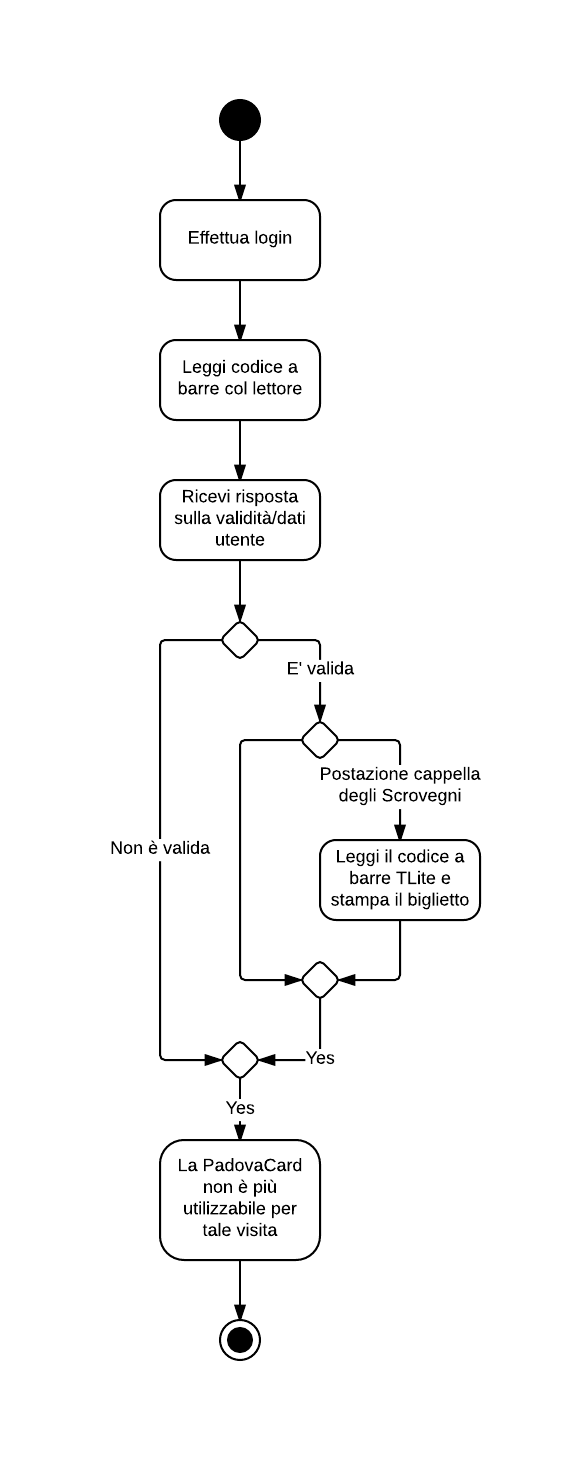 Effettua login
Leggi codice a
barre col lettore
Ricevi risposta
sulla validità/dati
utente
E' valida
Postazione cappella
degli Scrovegni
Non è valida
Leggi il codice a
barre TLite e
stampa il biglietto
Yes
Yes
La PadovaCard
non è più
utilizzabile per
tale visita